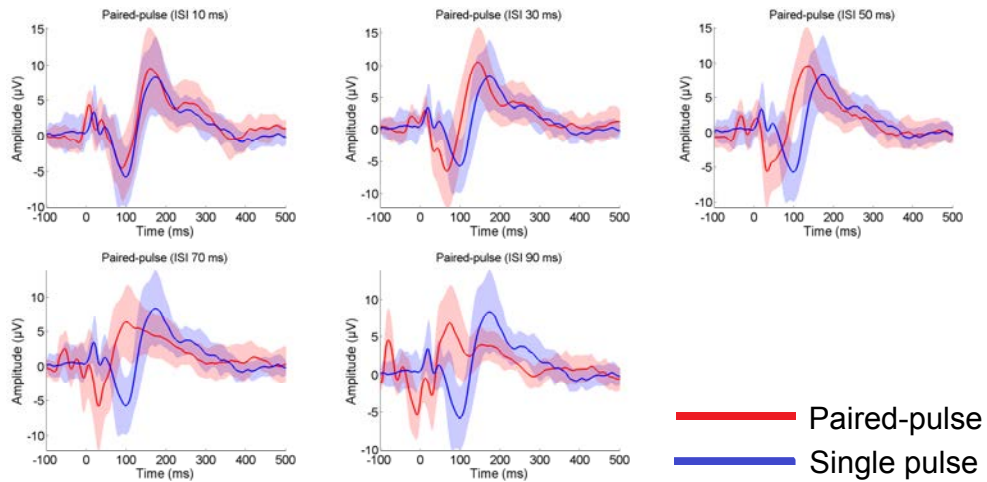 Paired-pulse (ISI 10 ms)
15
10
5
0
-5
-10
-100 0 100 200 300 400 500
Amplitude (µV)
Time (ms)
Paired-pulse (ISI 30 ms)
15
10
5
0
-5
-10
-100 0 100 200 300 400 500
Amplitude (µV)
Time (ms)
Paired-pulse (ISI 50 ms)
15
10
5
0
-5
-10
-100 0 100 200 300 400 500
Amplitude (µV)
Time (ms)
Paired-pulse (ISI 70 ms)
10
5
0
-5
-10
-100 0 100 200 300 400 500
Amplitude (µV)
Time (ms)
Paired-pulse (ISI 90 ms)
10
5
0
-5
-10
-100 0 100 200 300 400 500
Amplitude (µV)
Time (ms)
Paired-pulse
Single pulse